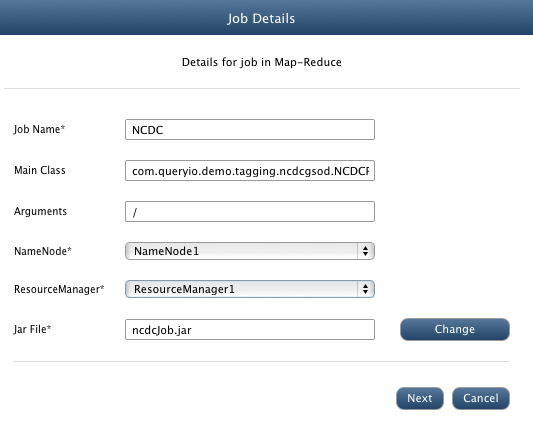 Job Details
Details for job in Map-Reduce
Job Name* NCDC
Main Class com.queryio.demo.tagging.ncdcgsod.NCDCF
Arguments /
NameNode* NameNode1
ResourceManager* ResourceManager1
Jar File* ncdcJob.jar Change
Next Cancel